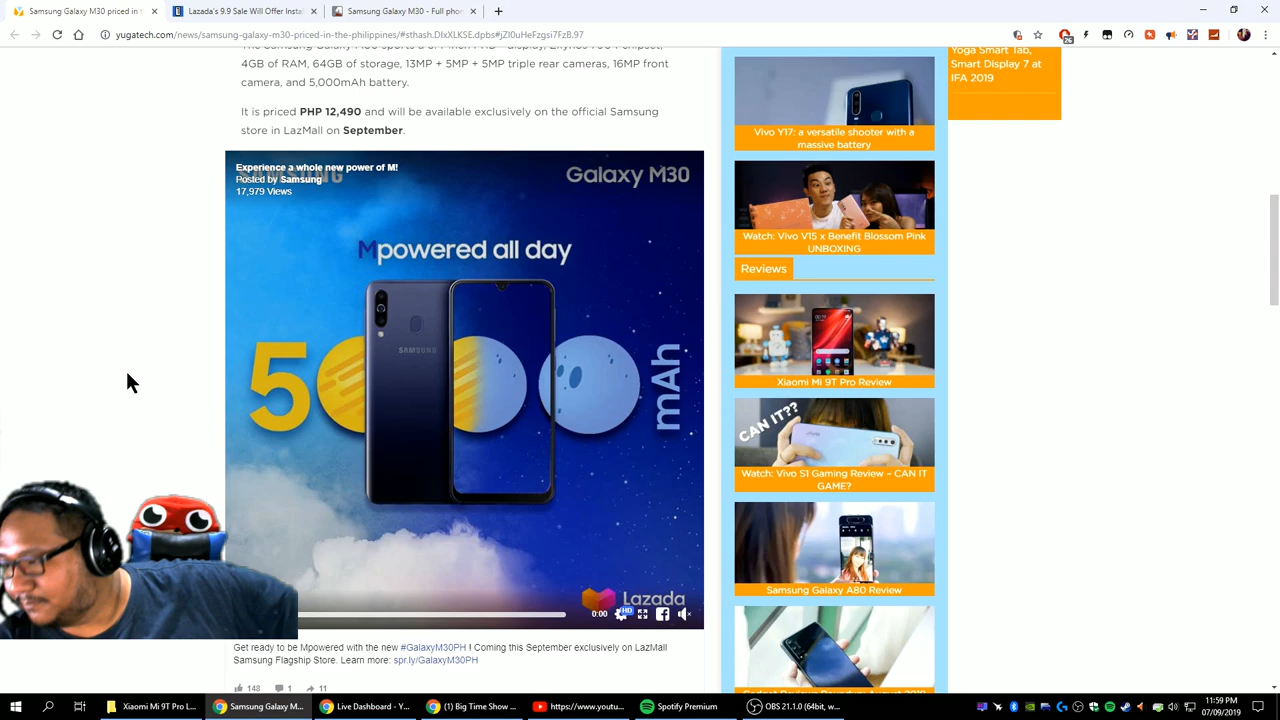 Samsung Galaxy M30 priced in t
Lazada's 9.9 Sale Will Offer Instal
Samsung Galaxy M30 - Full phon
yugatech.com/news/samsung-galaxy-m30-priced-in-the-philippines/#sthash.DIxXLKSE.dpbs#jZI0uHeFzgsi7FzB.97
26
4GB of RAM, 64GB of storage, 13MP + 5MP + 5MP triple rear cameras, 16MP front
camera, and 5,000mAh battery.
It is priced PHP 12,490 and will be available exclusively on the official Samsung
store in LazMall on September.
Experience a whole new power of M!
Posted by Samsung
17,979 Views
SAMSUNG
Galaxy M30
Mpowered all day
5000 mAh
SAMSUNG
Lazada
0:00
HD
Get ready to be Mpowered with the new #GalaxyM30PH ! Coming this September exclusively on LazMall
Samsung Flagship Store. Learn more: spr.ly/GalaxyM30PH
148 1 11
Yoga Smart Tab,
Smart Display 7 at
IFA 2019
Vivo Y17: a versatile shooter with a
massive battery
Watch: Vivo V15 x Benefit Blossom Pink
UNBOXING
Reviews
Xiaomi Mi 9T Pro Review
CAN IT??
Watch: Vivo S1 Gaming Review – CAN IT
GAME?
Samsung Galaxy A80 Review
Xiaomi Mi 9T Pro L...
Samsung Galaxy M...
Live Dashboard - Y...
(1) Big Time Show ...
https://www.youtu...
Spotify Premium
OBS 21.1.0 (64bit, w...
11:59 PM
07/09/2019